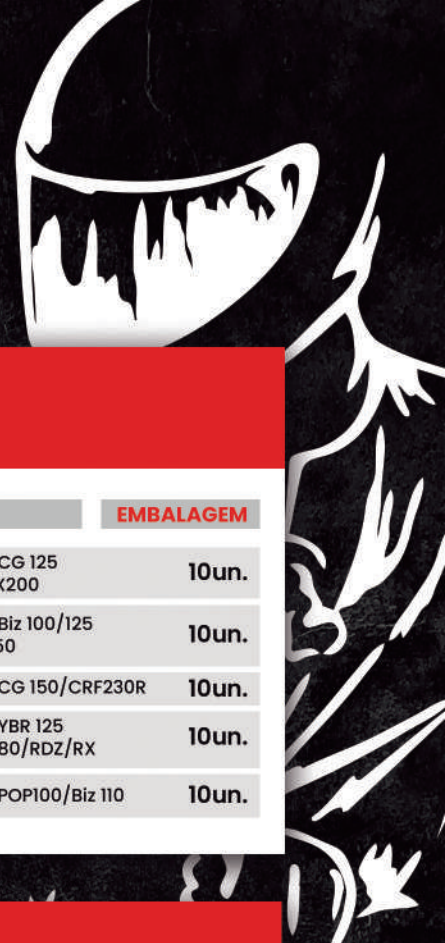 EMBALAGEM
CG 125
X200
10un.
Biz 100/125
50
10un.
CG 150/CRF230R
10un.
YBR 125
80/RDZ/RX
10un.
POP100/Biz 110
10un.